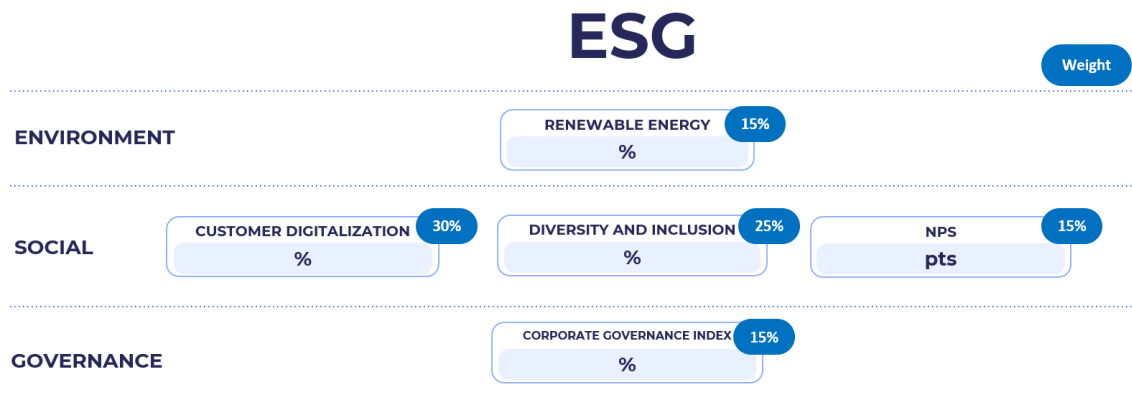 ESG
Weight
ENVIRONMENT
RENEWABLE ENERGY
15%
%
SOCIAL
CUSTOMER DIGITALIZATION
30%
%
DIVERSITY AND INCLUSION
25%
%
NPS
15%
pts
GOVERNANCE
CORPORATE GOVERNANCE INDEX
15%
%